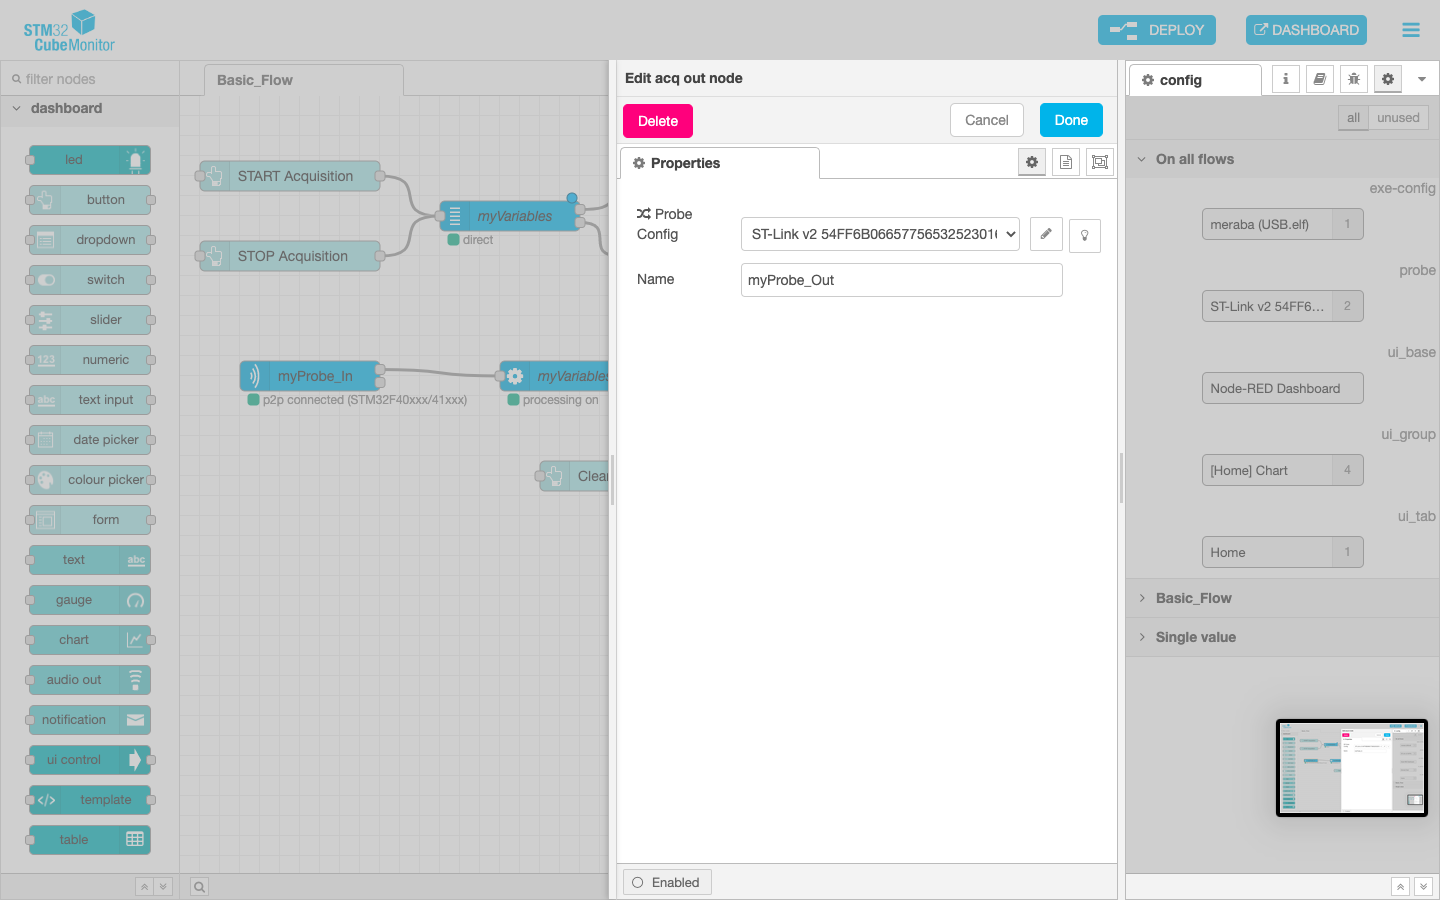 STM32
CubeMonitor
DEPLOY
DASHBOARD
filter nodes
dashboard
led
button
dropdown
switch
slider
123 numeric
abc text input
date picker
colour picker
form
text abc
gauge
chart
audio out
notification
ui control
</> template
table
Basic_Flow
START Acquisition
STOP Acquisition
myVariables
direct
myProbe_In
p2p connected (STM32F40xxx/41xxx)
myVariables
processing on
Clear
Edit acq out node
Delete
Cancel
Done
Properties
Probe
Config
ST-Link v2 54FF6B06657756532523016
Name
myProbe_Out
Enabled
config
all
unused
On all flows
exe-config
meraba (USB.elf) 1
probe
ST-Link v2 54FF6... 2
ui_base
Node-RED Dashboard
ui_group
[Home] Chart 4
ui_tab
Home 1
Basic_Flow
Single value